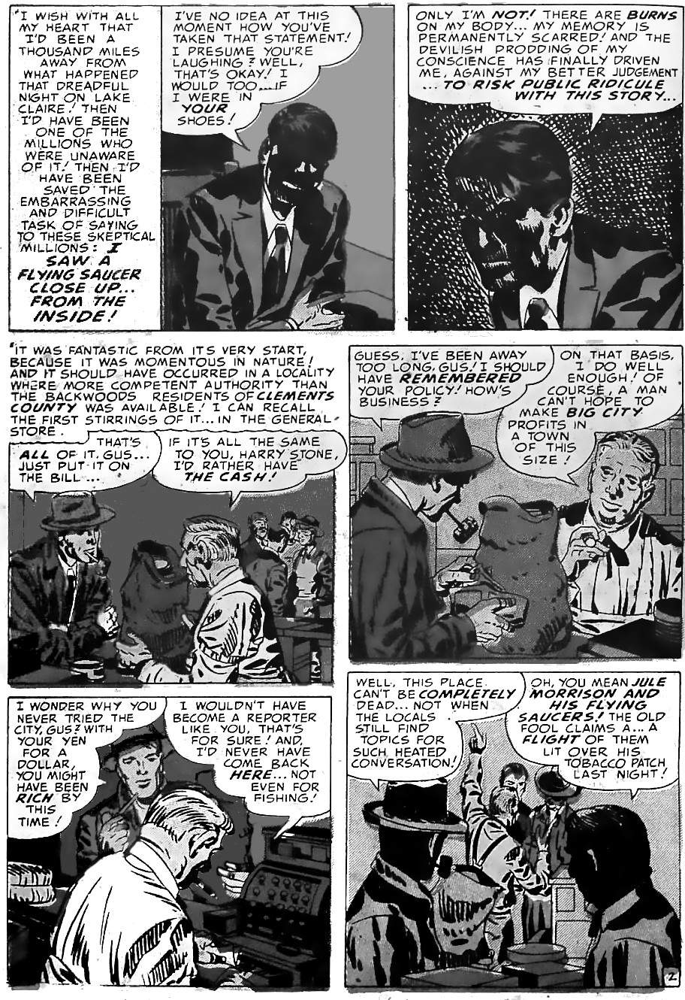 "I WISH WITH ALL
MY HEART THAT
I'D BEEN A
THOUSAND MILES
AWAY FROM
WHAT HAPPENED
THAT DREADFUL
NIGHT ON LAKE
CLAIRE! THEN
I'D HAVE BEEN
ONE OF THE
MILLIONS WHO
WERE UNAWARE
OF IT! THEN I'D
HAVE BEEN
SAVED THE
EMBARRASSING
AND DIFFICULT
TASK OF SAYING
TO THESE SKEPTICAL
MILLIONS: I
SAW A
FLYING SAUCER
CLOSE UP...
FROM THE
INSIDE!
I'VE NO IDEA AT THIS
MOMENT HOW YOU'VE
TAKEN THAT STATEMENT!
I PRESUME YOU'RE
LAUGHING? WELL,
THAT'S OKAY! I
WOULD TOO...IF
I WERE IN
YOUR
SHOES!
ONLY I'M NOT! THERE ARE BURNS
ON MY BODY... MY MEMORY IS
PERMANENTLY SCARRED! AND THE
DEVILISH PRODDING OF MY
CONSCIENCE HAS FINALLY DRIVEN
ME, AGAINST MY BETTER JUDGEMENT
...TO RISK PUBLIC RIDICULE
WITH THIS STORY...
"IT WAS FANTASTIC FROM ITS VERY START,
BECAUSE IT WAS MOMENTOUS IN NATURE!
AND IT SHOULD HAVE OCCURRED IN A LOCALITY
WHERE MORE COMPETENT AUTHORITY THAN
THE BACKWOODS RESIDENTS OF CLEMENTS
COUNTY WAS AVAILABLE! I CAN RECALL
THE FIRST STIRRINGS OF IT...IN THE GENERAL
STORE.
THAT'S
ALL OF IT, GUS...
JUST PUT IT ON
THE BILL...
IF IT'S ALL THE SAME
TO YOU, HARRY STONE,
I'D RATHER HAVE
THE CASH!
GUESS, I'VE BEEN AWAY
TOO LONG, GUS! I SHOULD
HAVE REMEMBERED
YOUR POLICY! HOW'S
BUSINESS?
ON THAT BASIS,
I DO WELL
ENOUGH! OF
COURSE, A MAN
CAN'T HOPE TO
MAKE BIG CITY
PROFITS IN
A TOWN
OF THIS
SIZE!
I WONDER WHY YOU
NEVER TRIED THE
CITY, GUS? WITH
YOUR YEN
FOR A
DOLLAR,
YOU MIGHT
HAVE BEEN
RICH BY
THIS
TIME!
I WOULDN'T HAVE
BECOME A REPORTER
LIKE YOU, THAT'S
FOR SURE! AND,
I'D NEVER HAVE
COME BACK
HERE...NOT
EVEN FOR
FISHING!
WELL, THIS PLACE
CAN'T BE COMPLETELY
DEAD... NOT WHEN
THE LOCALS
STILL FIND
TOPICS FOR
SUCH HEATED
CONVERSATION!
OH, YOU MEAN JULE
MORRISON AND
HIS FLYING
SAUCERS! THE OLD
FOOL CLAIMS A... A
FLIGHT OF THEM
LIT OVER HIS
TOBACCO PATCH
LAST NIGHT!
2